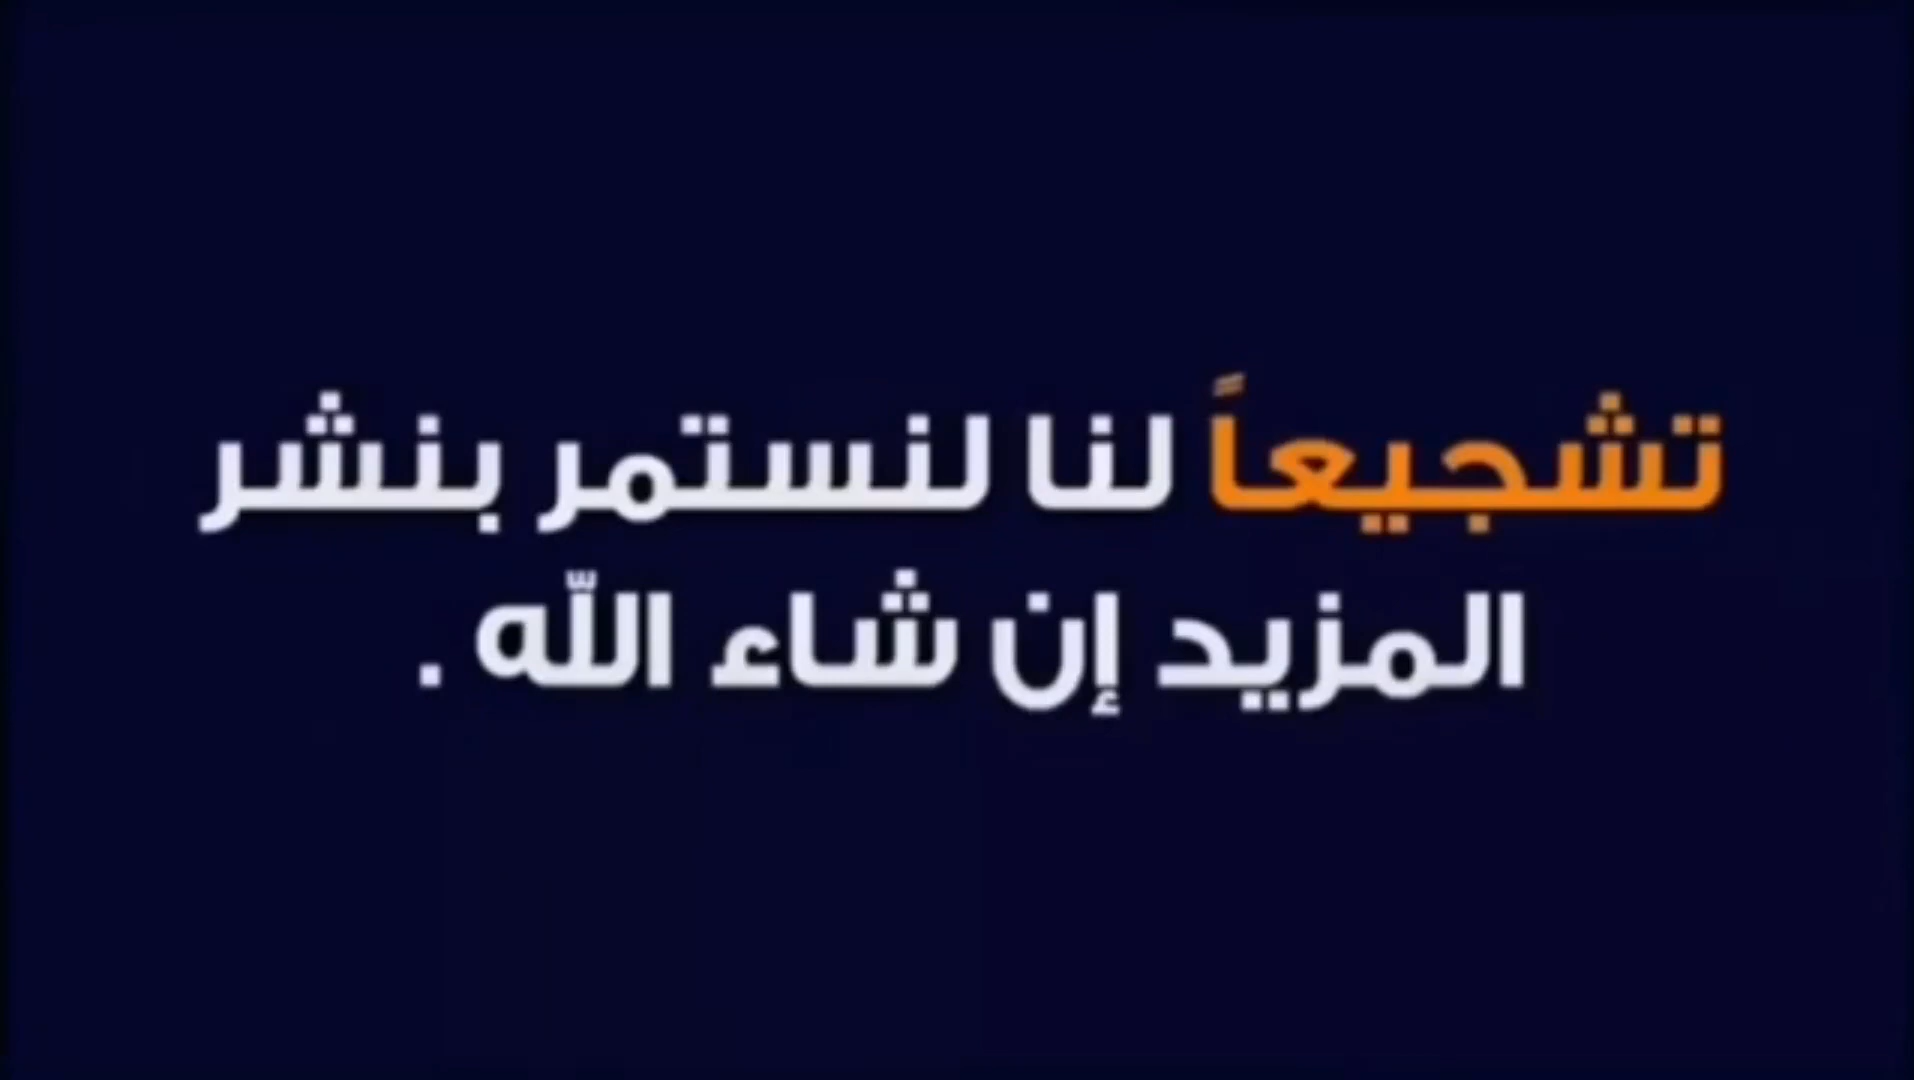 تشجيعاً لنا لنستمر بنشر
المزيد إن شاء اللّه .